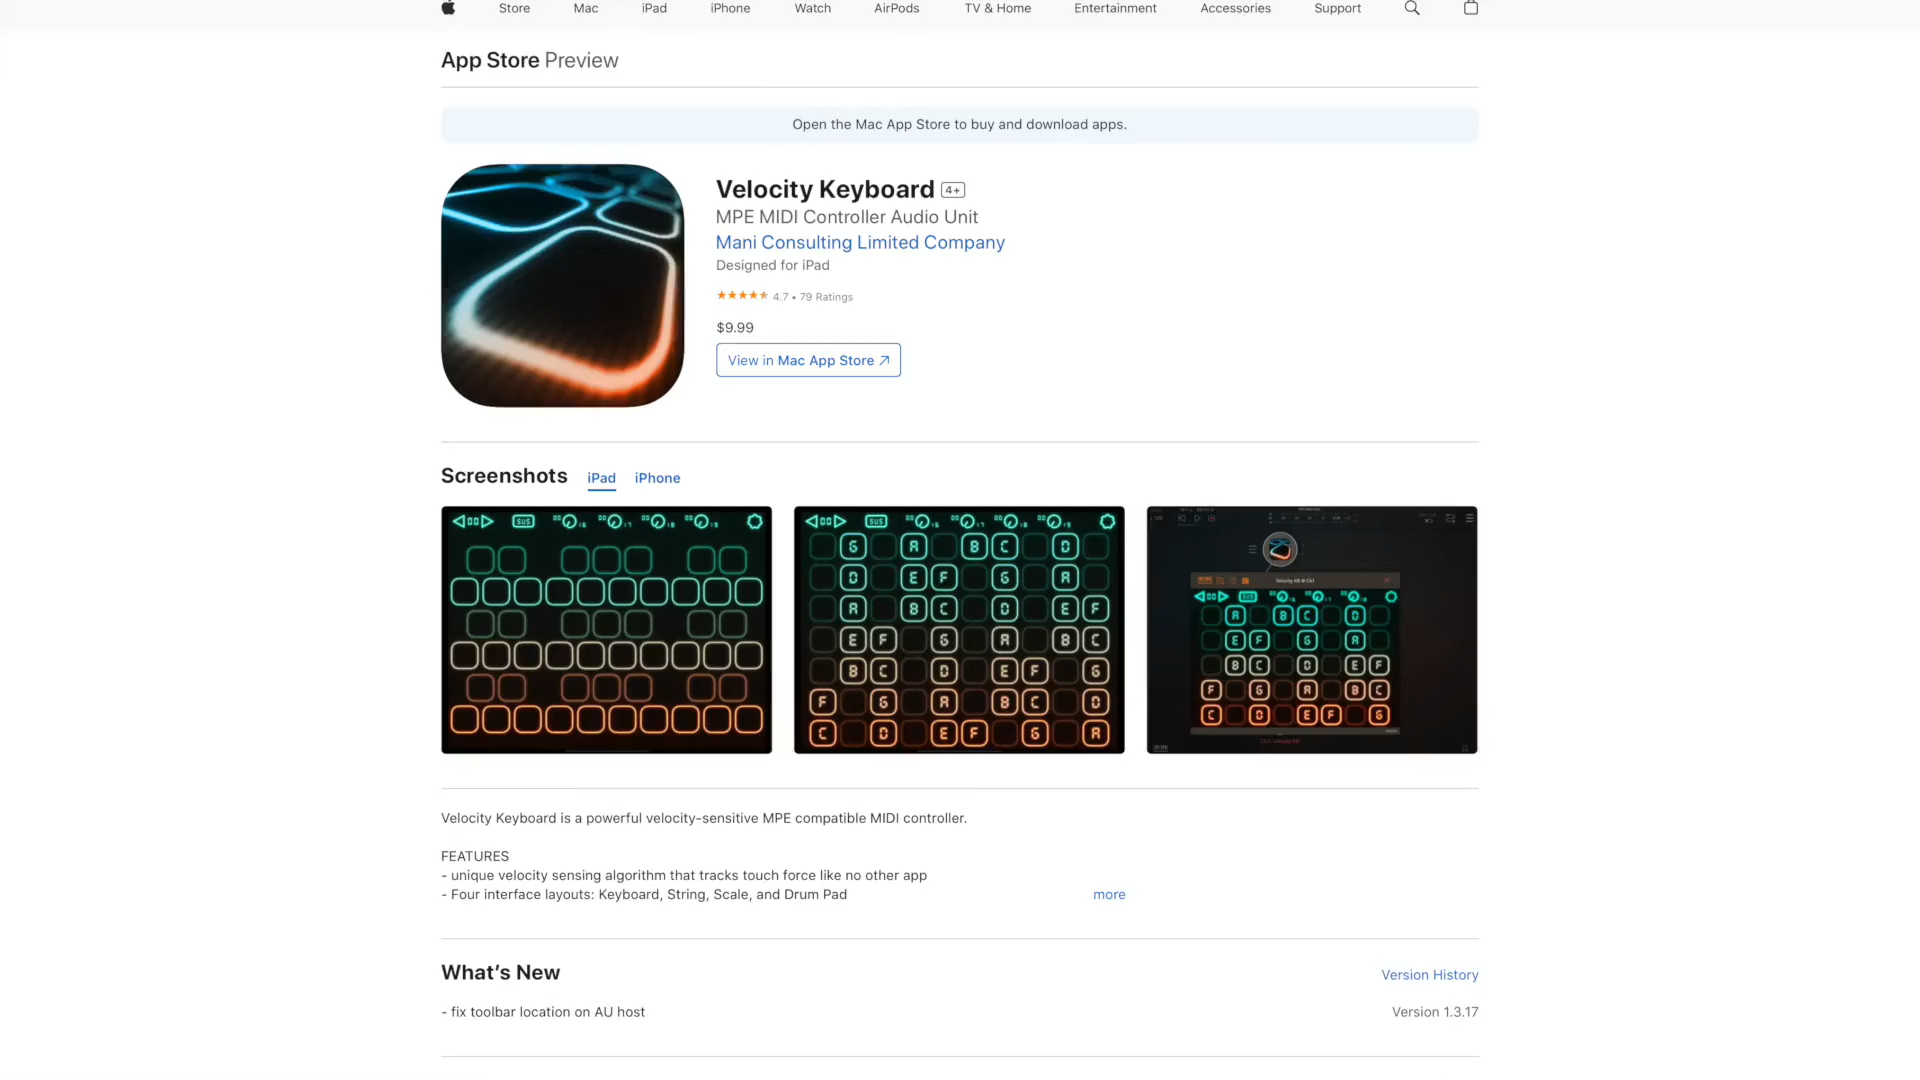 Store Mac iPad iPhone Watch AirPods TV & Home Entertainment Accessories Support
App Store Preview
Open the Mac App Store to buy and download apps.
Velocity Keyboard 4+
MPE MIDI Controller Audio Unit
Mani Consulting Limited Company
Designed for iPad
4.7 • 79 Ratings
$9.99
View in Mac App Store ↗
Screenshots iPad iPhone
SUS
G A B C D
D E F G A
A B C D E F
E F G A B C
B C D E F G
F G A B C D
C D E F G A
SUS
Velocity KB
A B C D
E F G A
B C D E F
F G A B C
C D E F G
Velocity Keyboard is a powerful velocity-sensitive MPE compatible MIDI controller.
FEATURES
- unique velocity sensing algorithm that tracks touch force like no other app
- Four interface layouts: Keyboard, String, Scale, and Drum Pad
more
What's New Version History
- fix toolbar location on AU host Version 1.3.17